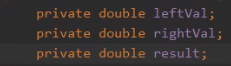 private double leftVal;
private double rightVal;
private double result;